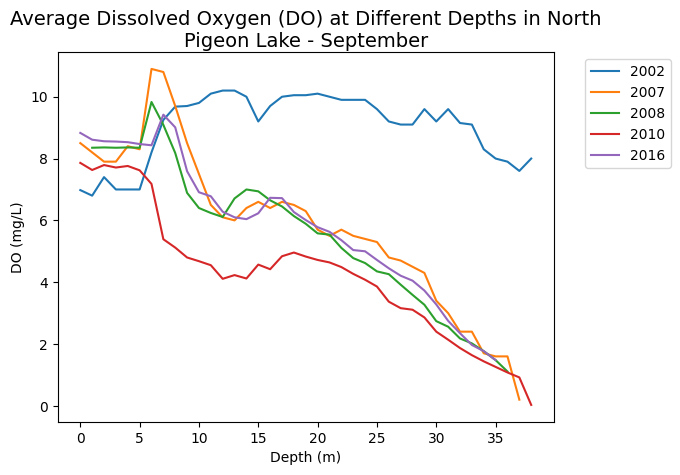 Average Dissolved Oxygen (DO) at Different Depths in North
Pigeon Lake - September
2002
2007
2008
2010
2016
DO (mg/L)
10
8
6
4
2
0
0 5 10 15 20 25 30 35
Depth (m)